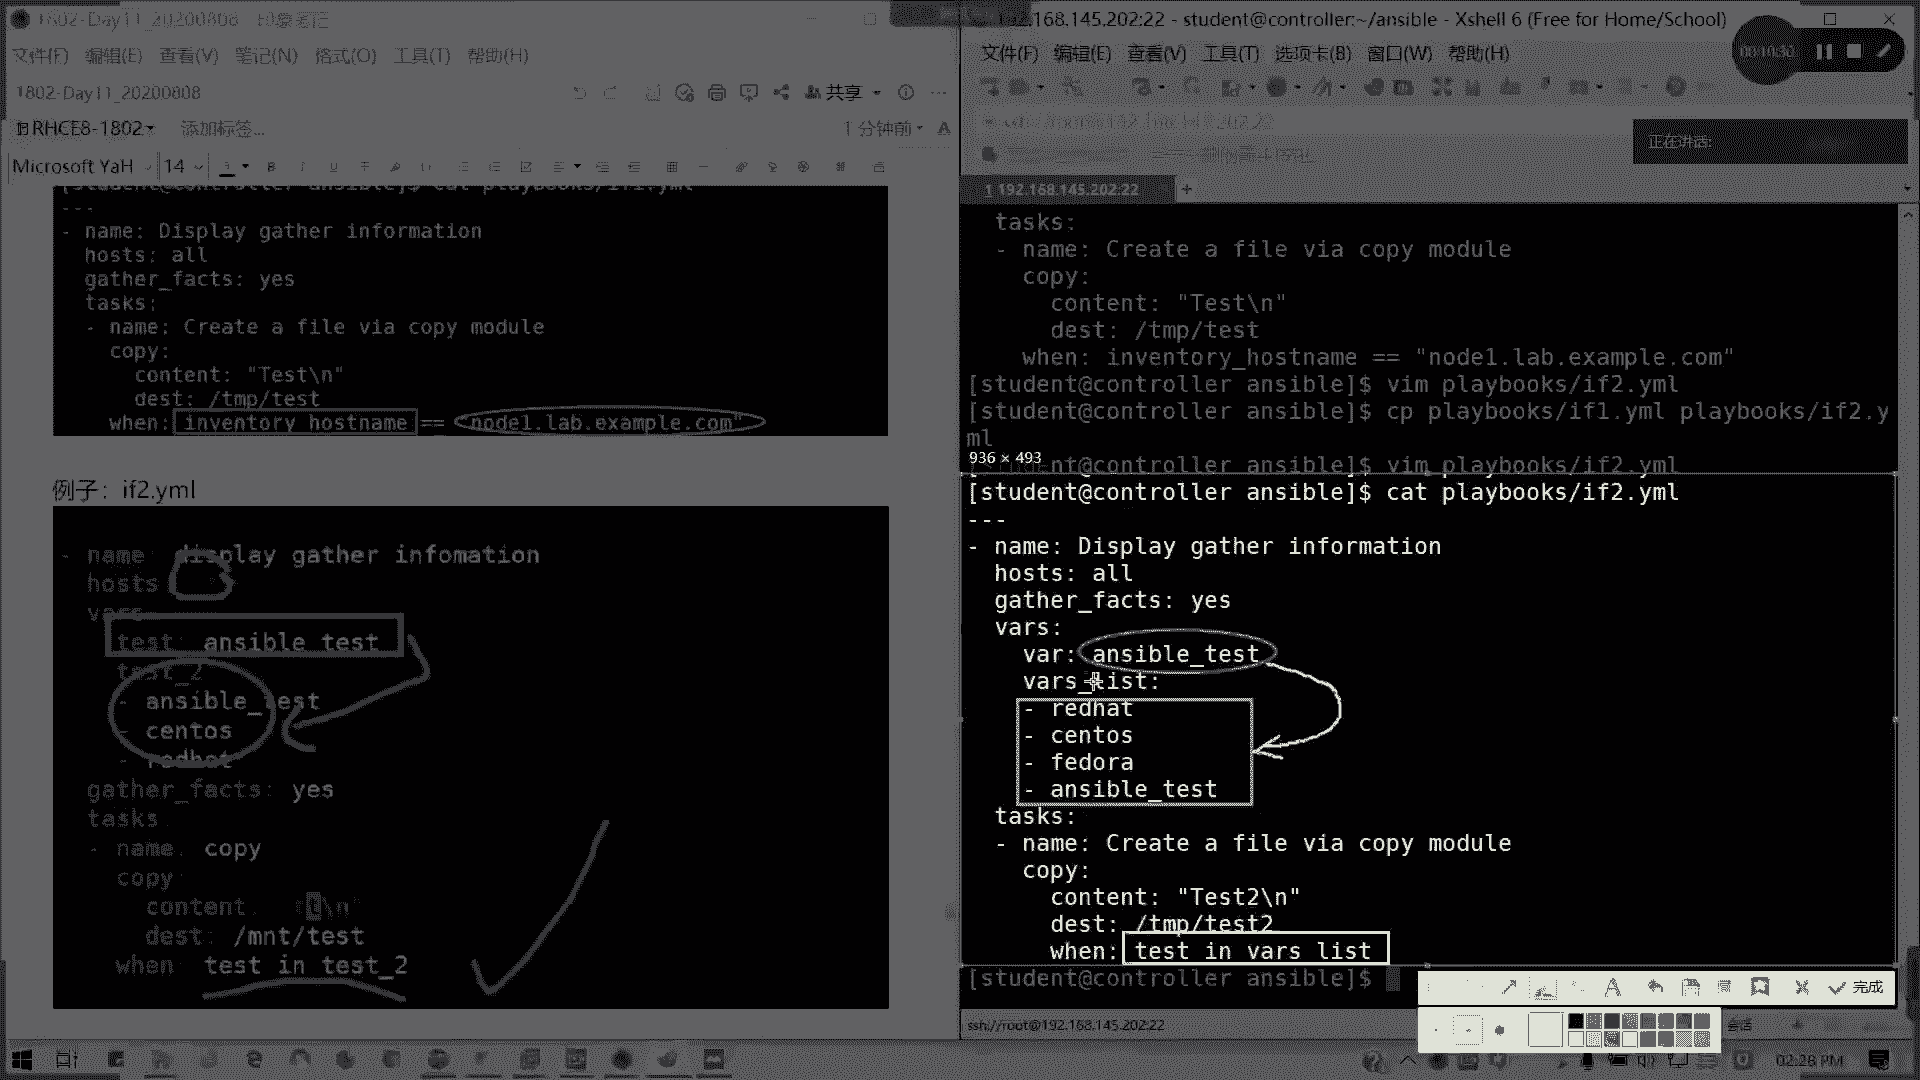 1802-Day11_20200808 - 印象笔记
文件(F) 编辑(E) 查看(V) 笔记(N) 格式(O) 工具(T) 帮助(H)
1802-Day11_20200808
共享
RHCE8-1802 添加标签...
1 分钟前
Microsoft YaH 14
[student@controller ansible]$ cat playbooks/if1.yml
---
- name: Display gather information
hosts: all
gather_facts: yes
tasks:
- name: Create a file via copy module
copy:
content: "Test\n"
dest: /tmp/test
when: inventory_hostname == "node1.lab.example.com"
例子：if2.yml
- name: display gather infomation
hosts
vars
test: ansible_test
test_2
- ansible_test
- centos
- redhat
gather_facts: yes
tasks
- name: copy
copy
content:
dest: /mnt/test
when: test in test_2
192.168.145.202:22 - student@controller:~/ansible - Xshell 6 (Free for Home/School)
文件(F) 编辑(E) 查看(V) 工具(T) 选项卡(B) 窗口(W) 帮助(H)
正在讲话:
1 192.168.145.202:22
tasks:
- name: Create a file via copy module
copy:
content: "Test\n"
dest: /tmp/test
when: inventory_hostname == "node1.lab.example.com"
[student@controller ansible]$ vim playbooks/if2.yml
[student@controller ansible]$ cp playbooks/if1.yml playbooks/if2.y
ml
936 × 493
[student@controller ansible]$ vim playbooks/if2.yml
[student@controller ansible]$ cat playbooks/if2.yml
---
- name: Display gather information
hosts: all
gather_facts: yes
vars:
var: ansible_test
vars_list:
- redhat
- centos
- fedora
- ansible_test
tasks:
- name: Create a file via copy module
copy:
content: "Test2\n"
dest: /tmp/test2
when: test in vars_list
[student@controller ansible]$
完成
ssh://root@192.168.145.202:22
会话
02:28 PM